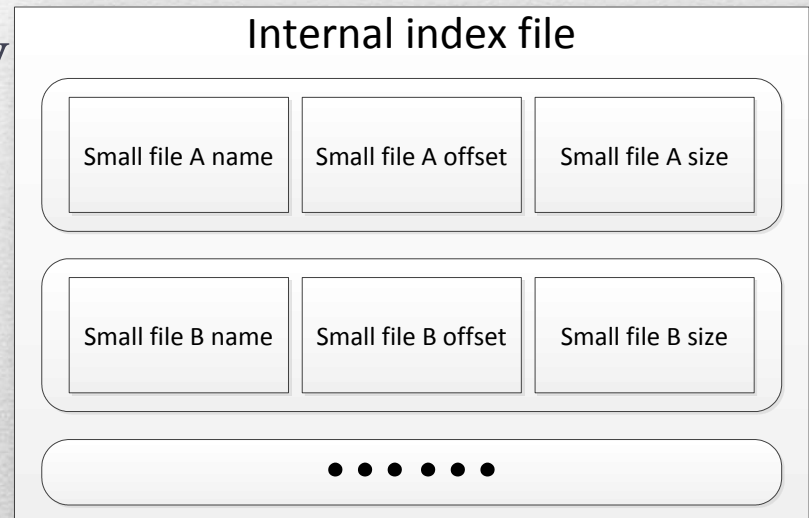 Internal index file
Small file A name Small file A offset Small file A size
Small file B name Small file B offset Small file B size
● ● ● ● ● ●